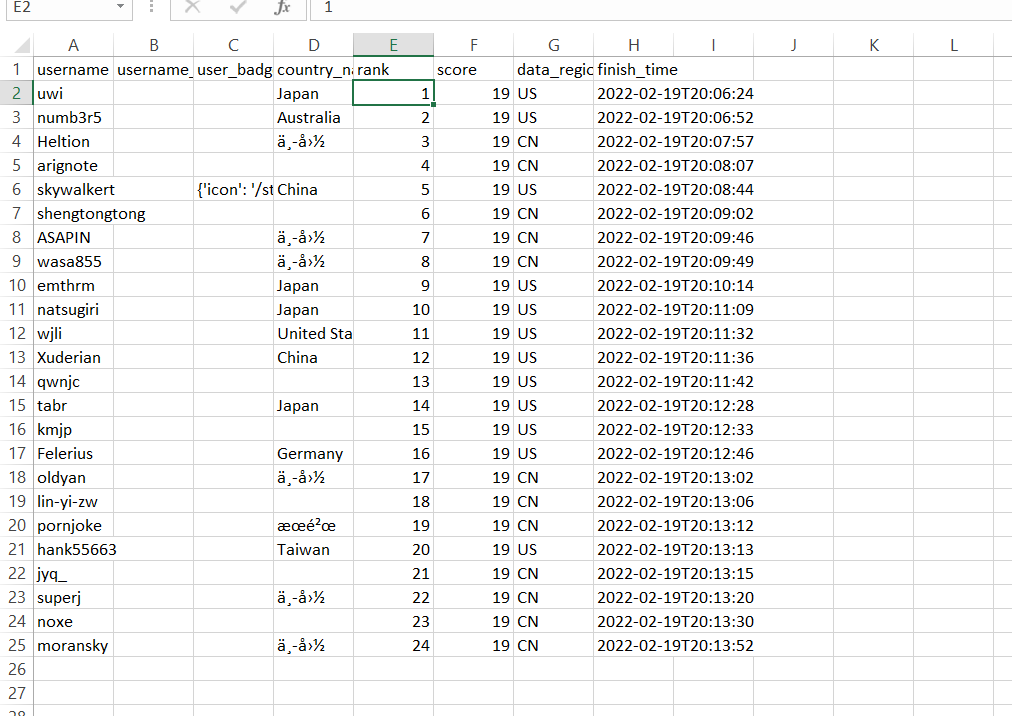 E2 fx 1
A B C D E F G H I J K L
1 username username_ user_badg country_na rank score data_regio finish_time
2 uwi Japan 1 19 US 2022-02-19T20:06:24
3 numb3r5 Australia 2 19 US 2022-02-19T20:06:52
4 Heltion ä¸­å›½ 3 19 CN 2022-02-19T20:07:57
5 arignote 4 19 CN 2022-02-19T20:08:07
6 skywalkert {'icon': '/st China 5 19 US 2022-02-19T20:08:44
7 shengtongtong 6 19 CN 2022-02-19T20:09:02
8 ASAPIN ä¸­å›½ 7 19 CN 2022-02-19T20:09:46
9 wasa855 ä¸­å›½ 8 19 CN 2022-02-19T20:09:49
10 emthrm Japan 9 19 US 2022-02-19T20:10:14
11 natsugiri Japan 10 19 US 2022-02-19T20:11:09
12 wjli United Sta 11 19 US 2022-02-19T20:11:32
13 Xuderian China 12 19 US 2022-02-19T20:11:36
14 qwnjc 13 19 US 2022-02-19T20:11:42
15 tabr Japan 14 19 US 2022-02-19T20:12:28
16 kmjp 15 19 US 2022-02-19T20:12:33
17 Felerius Germany 16 19 US 2022-02-19T20:12:46
18 oldyan ä¸­å›½ 17 19 CN 2022-02-19T20:13:02
19 lin-yi-zw 18 19 CN 2022-02-19T20:13:06
20 pornjoke æœé²œ 19 19 CN 2022-02-19T20:13:12
21 hank55663 Taiwan 20 19 US 2022-02-19T20:13:13
22 jyq_ 21 19 CN 2022-02-19T20:13:15
23 superj ä¸­å›½ 22 19 CN 2022-02-19T20:13:20
24 noxe 23 19 CN 2022-02-19T20:13:30
25 moransky ä¸­å›½ 24 19 CN 2022-02-19T20:13:52
26
27
28